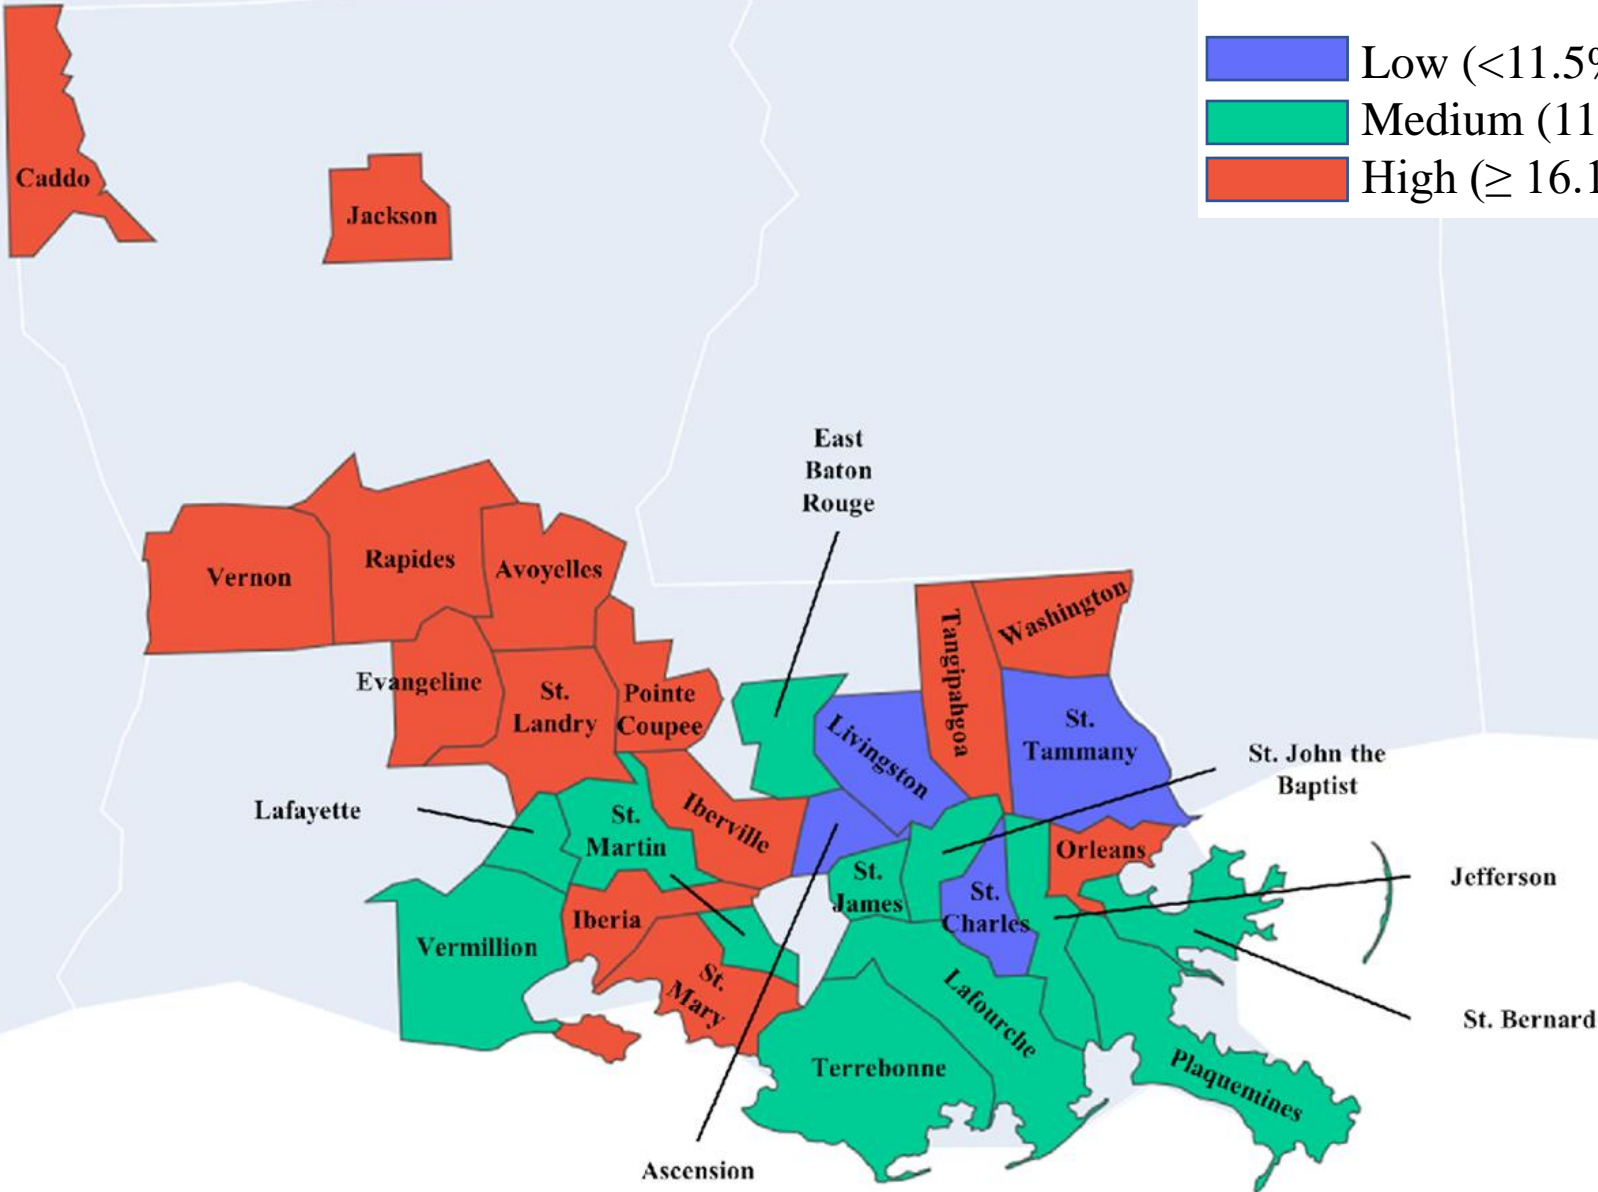 Low (<11.5%
Medium (11
High (≥ 16.1
Caddo
Jackson
East
Baton
Rouge
Vernon
Rapides
Avoyelles
Washington
Tangipahgoa
Evangeline
St.
Landry
Pointe
Coupee
St.
Tammany
Livingston
St. John the
Baptist
Lafayette
St.
Martin
Iberville
Orleans
St.
James
St.
Charles
Jefferson
Iberia
Vermillion
St.
Mary
Lafourche
St. Bernard
Terrebonne
Plaquemines
Ascension